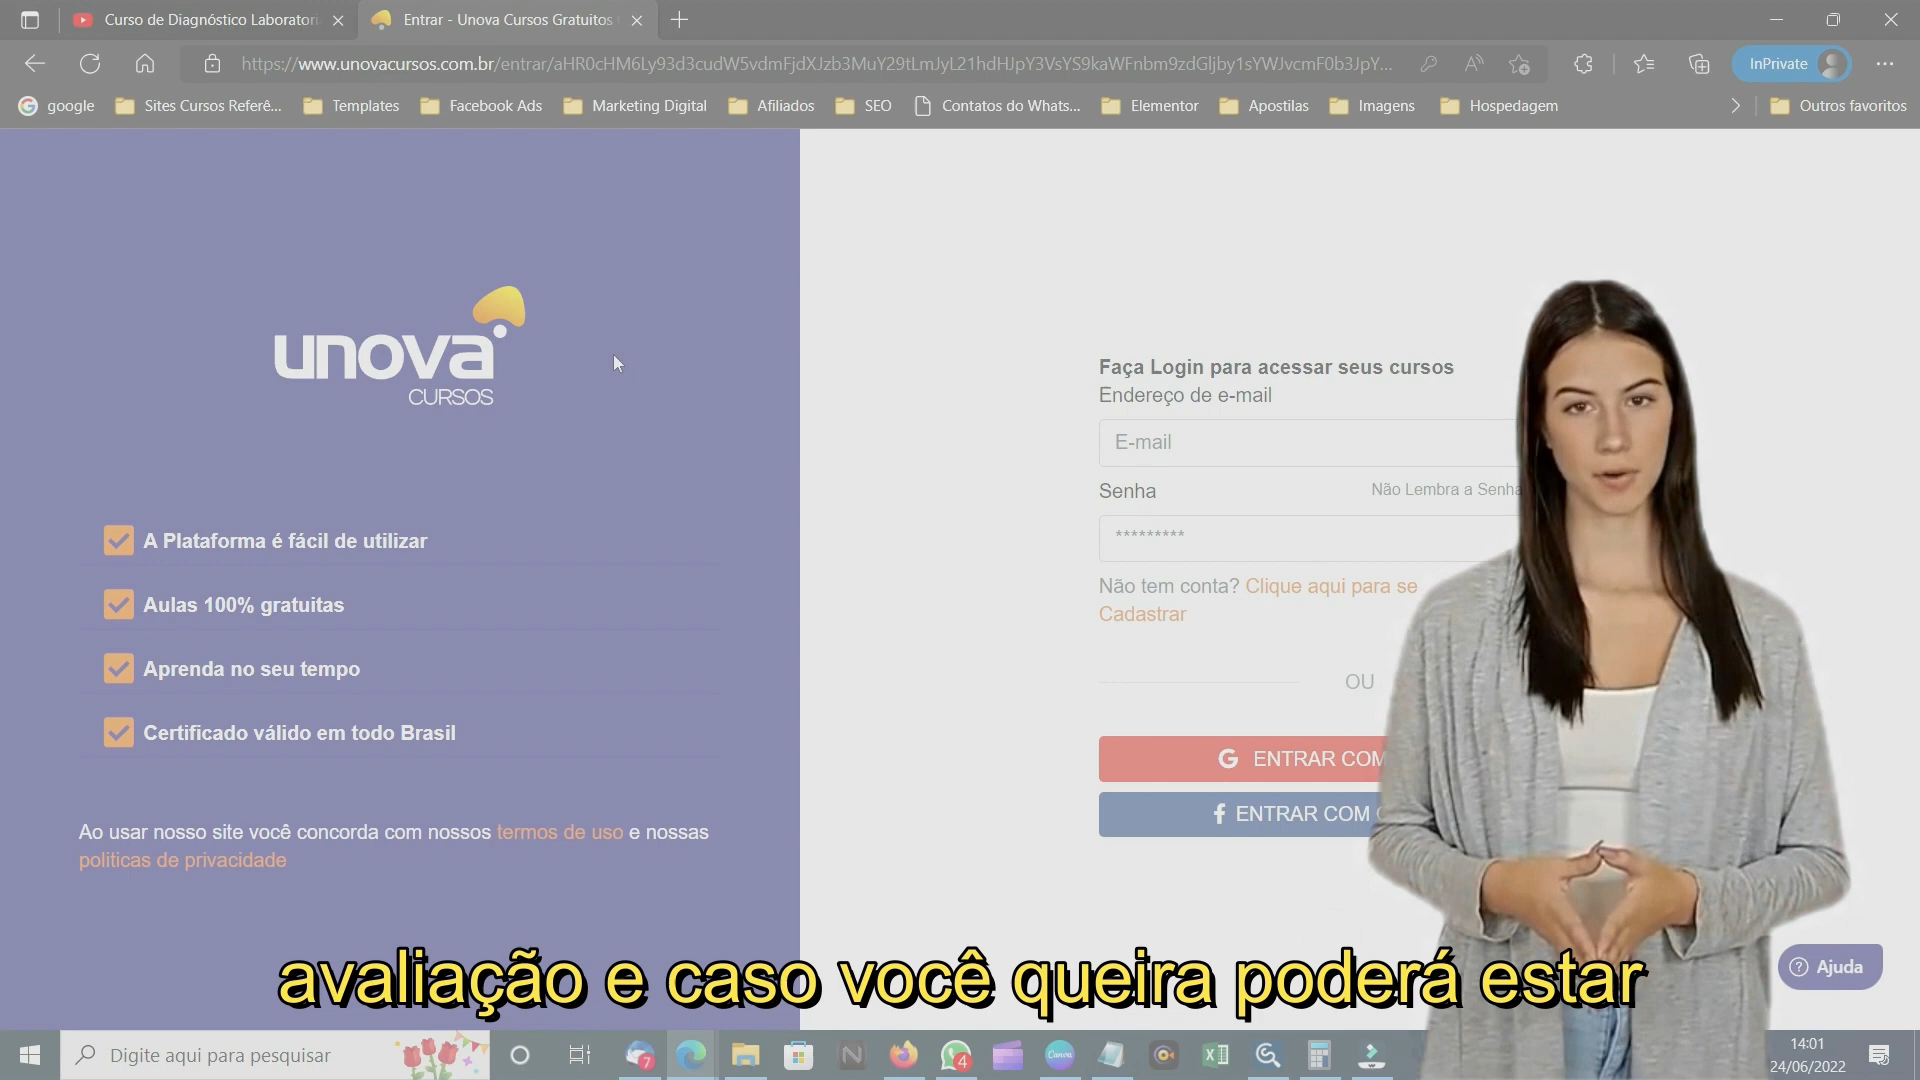 Curso de Diagnóstico Laboratori
Entrar - Unova Cursos Gratuitos
https://www.unovacursos.com.br/entrar/aHR0cHM6Ly93d3cudW5vdmFjdXJzb3MuY29tLmJyL21hdHJpY3VsYS9kaWFnbm9zdGljby1sYWJvcmF0b3JpY...
InPrivate
google
Sites Cursos Referê...
Templates
Facebook Ads
Marketing Digital
Afiliados
SEO
Contatos do Whats...
Elementor
Apostilas
Imagens
Hospedagem
Outros favoritos
unova
CURSOS
A Plataforma é fácil de utilizar
Aulas 100% gratuitas
Aprenda no seu tempo
Certificado válido em todo Brasil
Ao usar nosso site você concorda com nossos termos de uso e nossas
politicas de privacidade
Faça Login para acessar seus cursos
Endereço de e-mail
E-mail
Senha
Não Lembra a Senha
*********
Não tem conta? Clique aqui para se
Cadastrar
OU
G ENTRAR COM
f ENTRAR COM
Ajuda
avaliação e caso você queira poderá estar
Digite aqui para pesquisar
7
4
Canva
14:01
24/06/2022